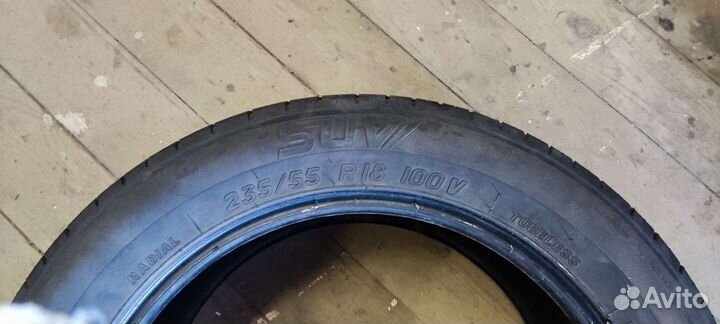 SUV
235/55 R18 100V
RADIAL
TUBELESS
Avito